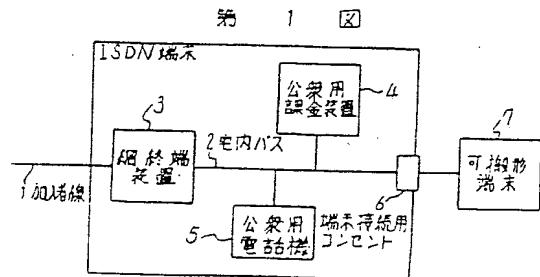 第 1 図
ISDN端末
公衆用
課金装置
4
3
網終端
装置
2宅内バス
7
可搬形
端末
1加入者線
6
5
公衆用
電話機
端末接続用
コンセント